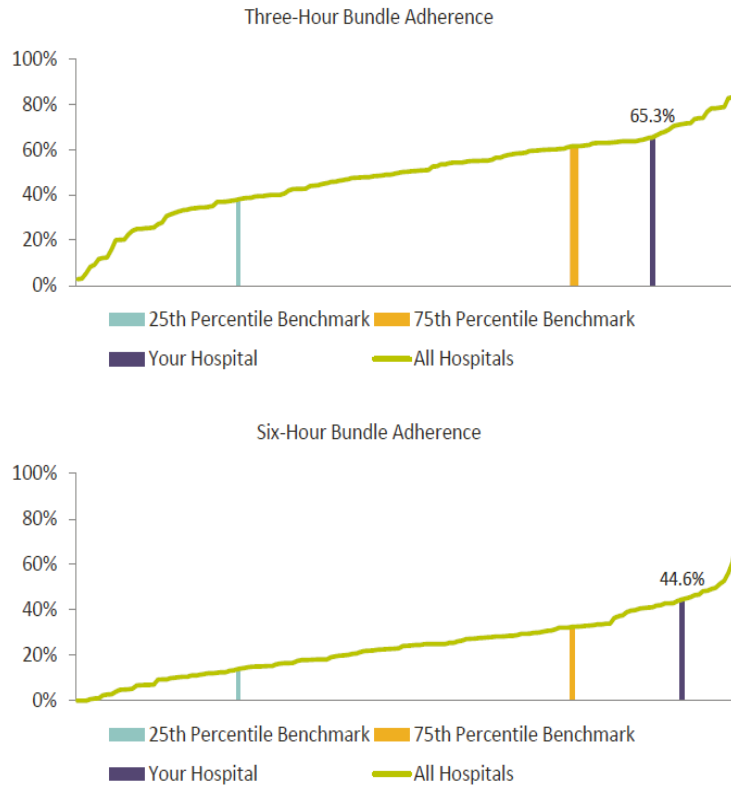 Three-Hour Bundle Adherence
100%
80%
65.3%
60%
40%
20%
0%
25th Percentile Benchmark 75th Percentile Benchmark
Your Hospital All Hospitals
Six-Hour Bundle Adherence
100%
80%
60%
44.6%
40%
20%
0%
25th Percentile Benchmark 75th Percentile Benchmark
Your Hospital All Hospitals